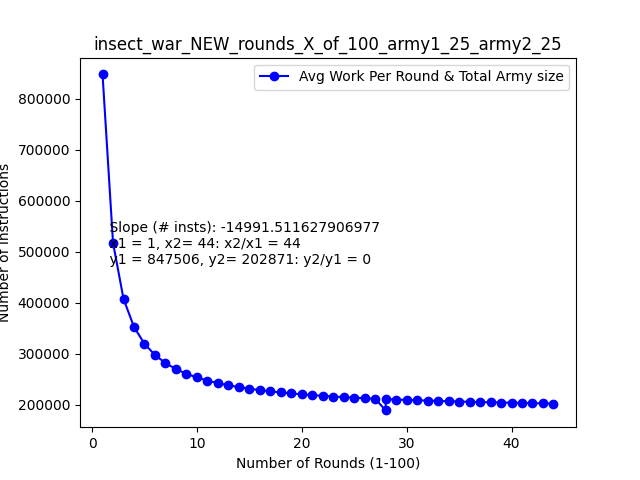 insect_war_NEW_rounds_X_of_100_army1_25_army2_25
Avg Work Per Round & Total Army size
800000
700000
600000
500000
400000
300000
200000
Number of Instructions
Slope (# insts): -14991.511627906977
x1 = 1, x2= 44: x2/x1 = 44
y1 = 847506, y2= 202871: y2/y1 = 0
0
10
20
30
40
Number of Rounds (1-100)